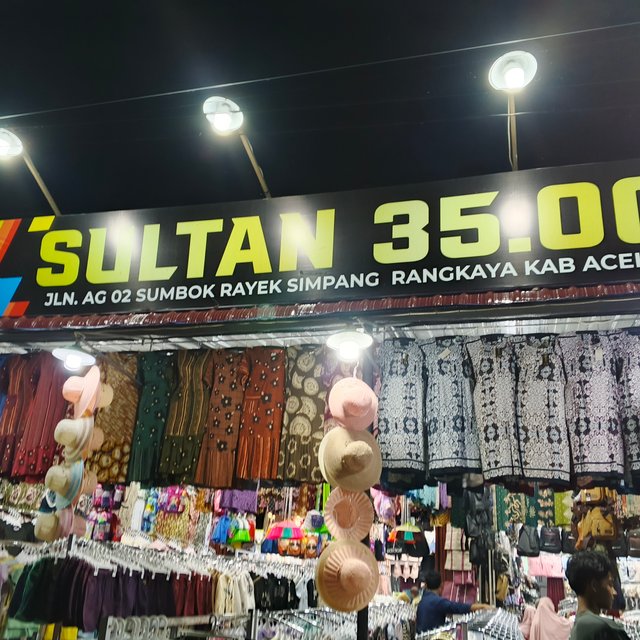 SULTAN 35.00
JLN. AG 02 SUMBOK RAYEK SIMPANG RANGKAYA KAB ACEH